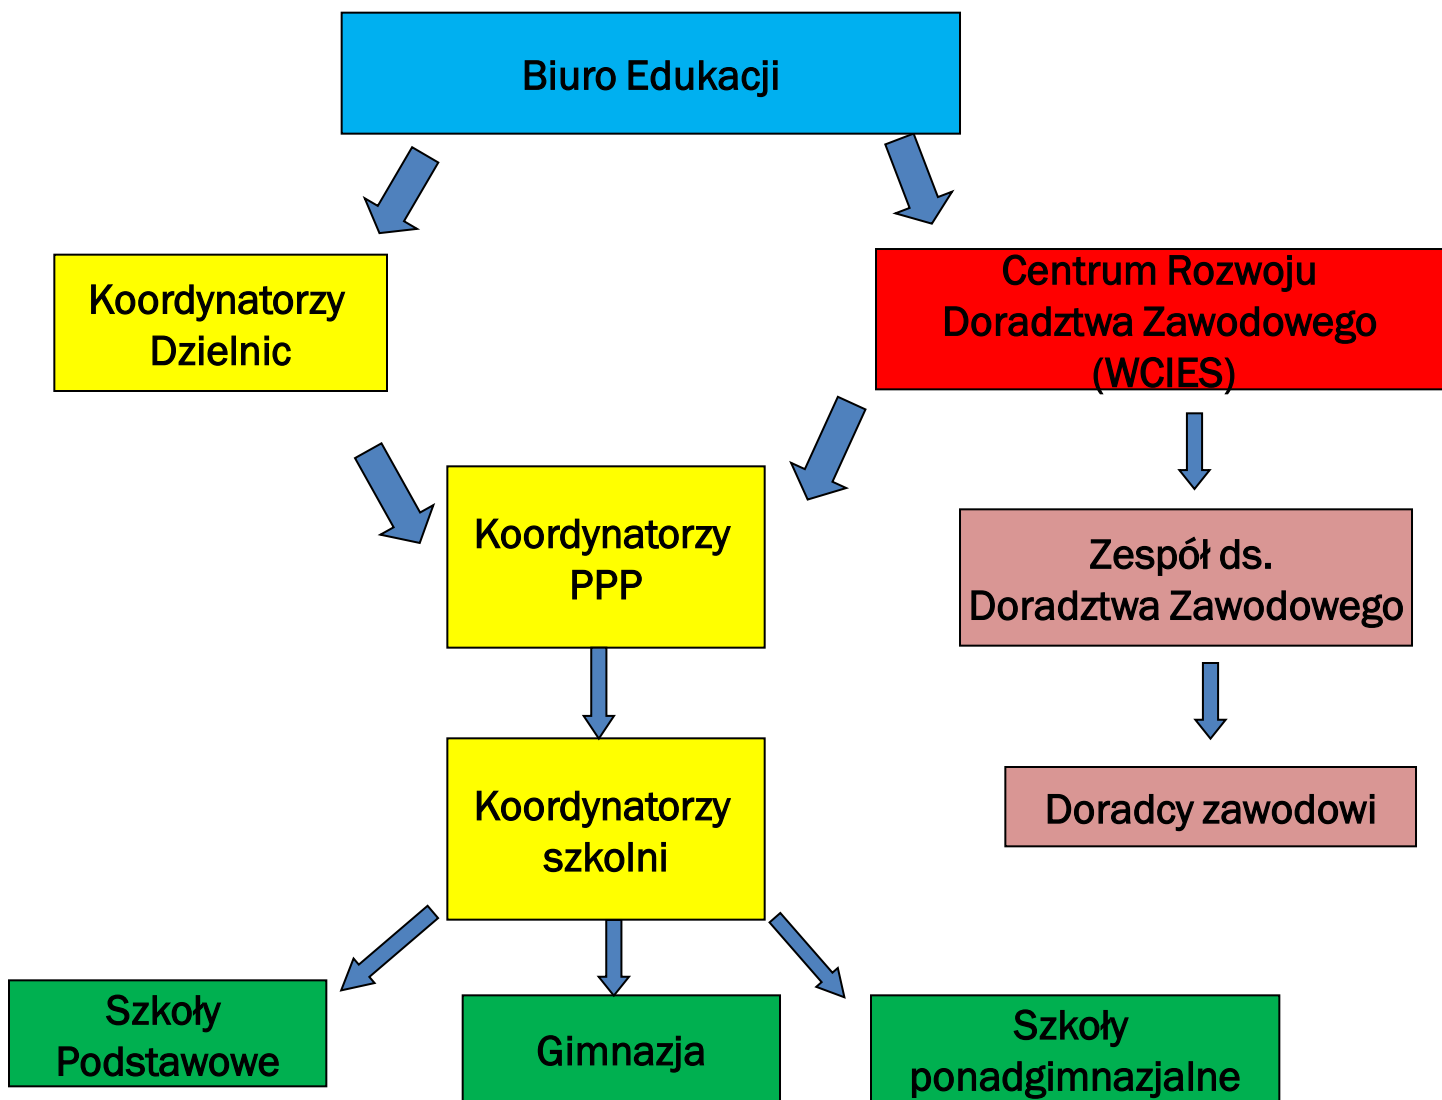 Biuro Edukacji
Koordynatorzy
Dzielnic
Centrum Rozwoju
Doradztwa Zawodowego
(WCIES)
Koordynatorzy
PPP
Zespół ds.
Doradztwa Zawodowego
Koordynatorzy
szkolni
Doradcy zawodowi
Szkoły
Podstawowe
Gimnazja
Szkoły
ponadgimnazjalne